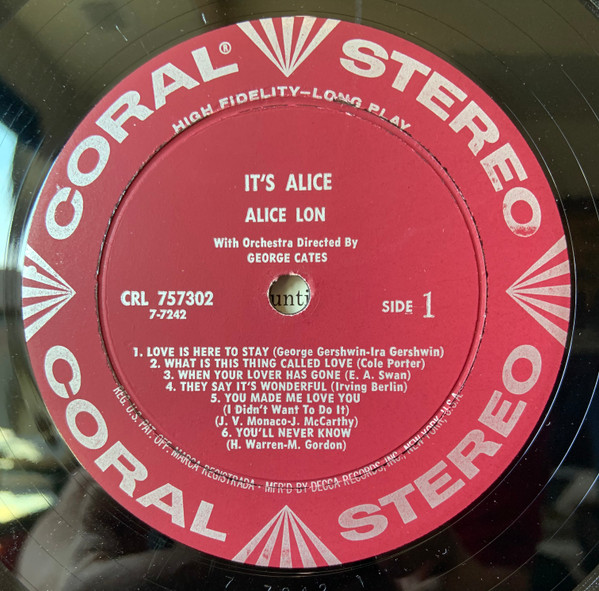 CORAL® STEREO
HIGH FIDELITY—LONG PLAY
IT'S ALICE
ALICE LON
With Orchestra Directed By
GEORGE CATES
CRL 757302
7-7242
SIDE 1
unti
1. LOVE IS HERE TO STAY (George Gershwin-Ira Gershwin)
2. WHAT IS THIS THING CALLED LOVE (Cole Porter)
3. WHEN YOUR LOVER HAS GONE (E. A. Swan)
4. THEY SAY IT'S WONDERFUL (Irving Berlin)
5. YOU MADE ME LOVE YOU
(I Didn't Want To Do It)
(J. V. Monaco-J. McCarthy)
6. YOU'LL NEVER KNOW
(H. Warren-M. Gordon)
REG. U.S. PAT. OFF. MARCA REGISTRADA • MFR'D BY DECCA RECORDS, INC., NEW YORK, U.S.A.
CORAL STEREO
7 7242 1